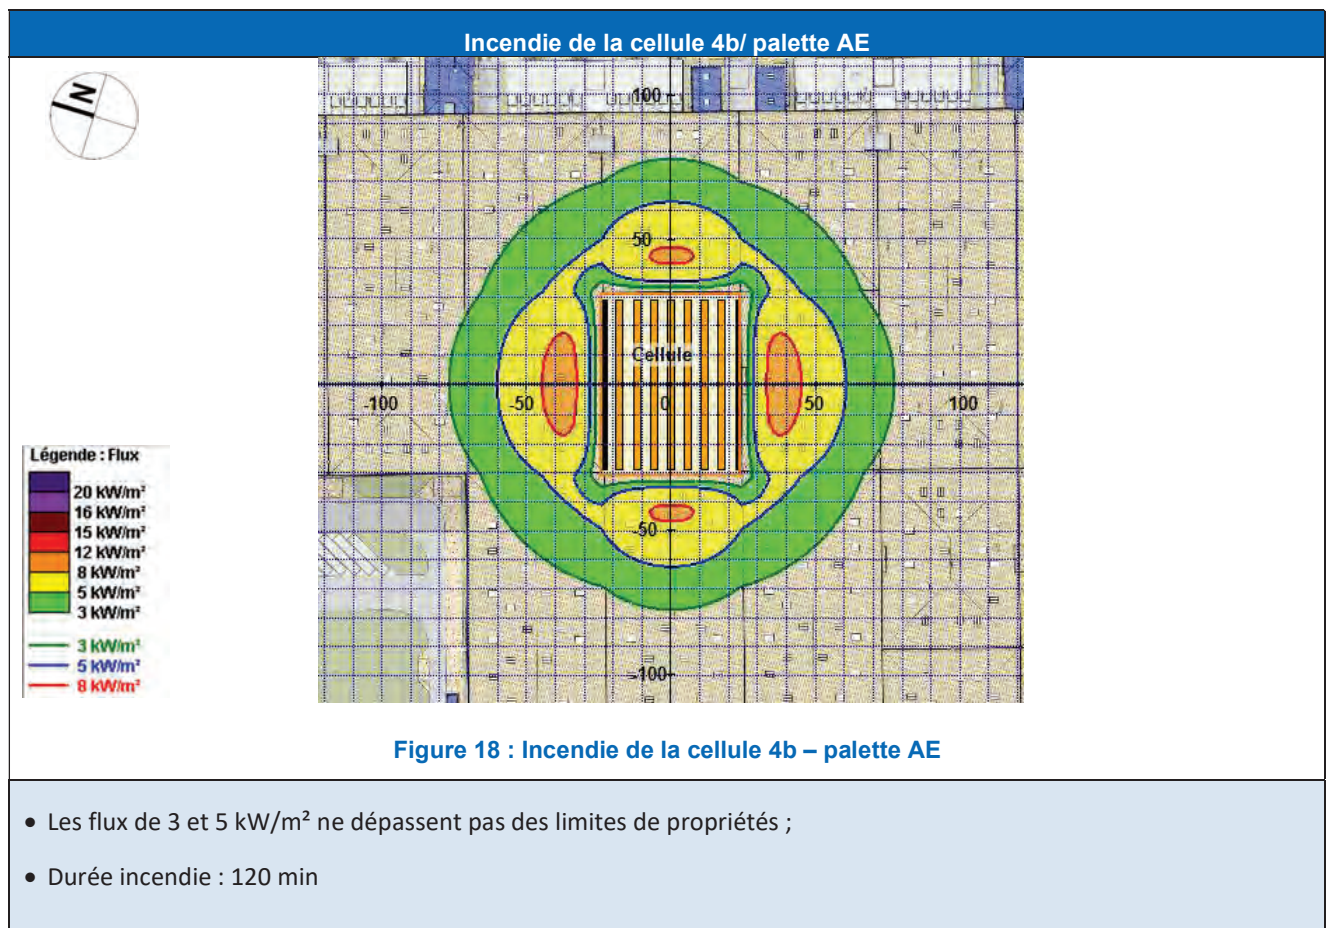 Incendie de la cellule 4b/ palette AE
N
100
50
Cellule
-100
-50
0
50
100
-50
-100
Légende : Flux
20 kW/m²
16 kW/m²
15 kW/m²
12 kW/m²
8 kW/m²
5 kW/m²
3 kW/m²
3 kW/m²
5 kW/m²
8 kW/m²
Figure 18 : Incendie de la cellule 4b – palette AE
• Les flux de 3 et 5 kW/m² ne dépassent pas des limites de propriétés ;
• Durée incendie : 120 min